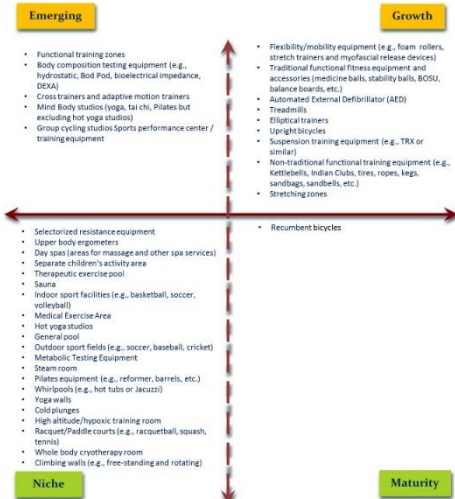 Emerging
Growth
• Functional training zones
• Body composition testing equipment (e.g.,
hydrostatic, Bod Pod, bioelectrical impedance,
DEXA)
• Cross trainers and adaptive motion trainers
• Mind Body studios (yoga, tai chi, Pilates but
excluding hot yoga studios)
• Group cycling studios Sports performance center /
training equipment
• Flexibility/mobility equipment (e.g., foam rollers,
stretch trainers and myofascial release devices)
• Traditional functional fitness equipment and
accessories (medicine balls, stability balls, BOSU,
balance boards, etc.)
• Automated External Defibrillator (AED)
• Treadmills
• Elliptical trainers
• Upright bicycles
• Suspension training equipment (e.g., TRX or
similar)
• Non-traditional functional training equipment (e.g.,
Kettlebells, Indian Clubs, tires, ropes, kegs,
sandbags, sandbells, etc.)
• Stretching zones
• Selectorized resistance equipment
• Upper body ergometers
• Day spas (areas for massage and other spa services)
• Separate children's activity area
• Therapeutic exercise pool
• Sauna
• Indoor sport facilities (e.g., basketball, soccer,
volleyball)
• Medical Exercise Area
• Hot yoga studios
• General pool
• Outdoor sport fields (e.g., soccer, baseball, cricket)
• Metabolic Testing Equipment
• Steam room
• Pilates equipment (e.g., reformer, barrels, etc.)
• Whirlpools (e.g., hot tubs or Jacuzzi)
• Yoga walls
• Cold plunges
• High altitude/hypoxic training room
• Racquet/Paddle courts (e.g., racquetball, squash,
tennis)
• Whole body cryotherapy room
• Climbing walls (e.g., free-standing and rotating)
• Recumbent bicycles
Niche
Maturity